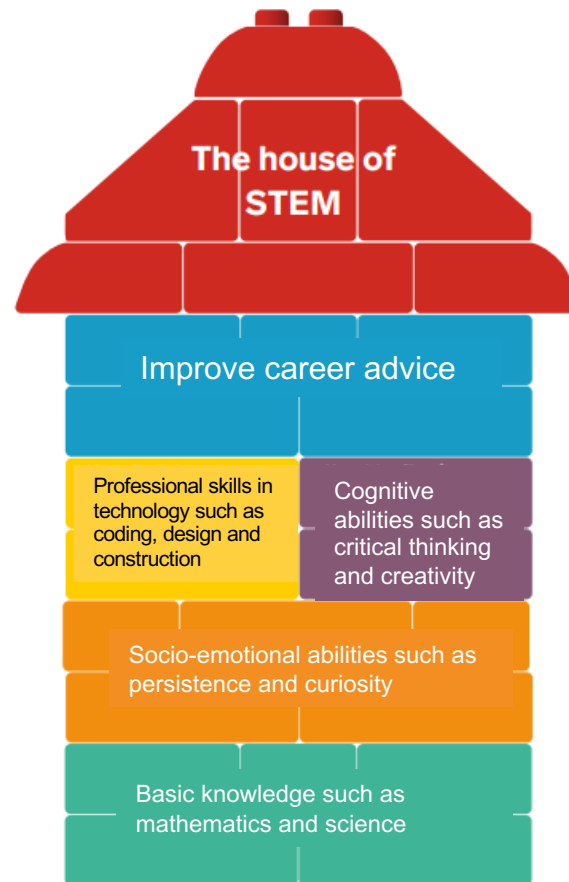 The house of
STEM
Improve career advice
Professional skills in
technology such as
coding, design and
construction
Cognitive
abilities such as
critical thinking
and creativity
Socio-emotional abilities such as
persistence and curiosity
Basic knowledge such as
mathematics and science